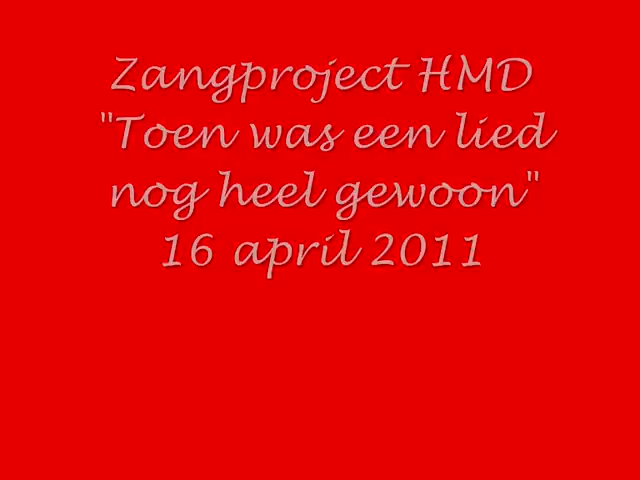 Zangproject HMD
"Toen was een lied
nog heel gewoon"
16 april 2011